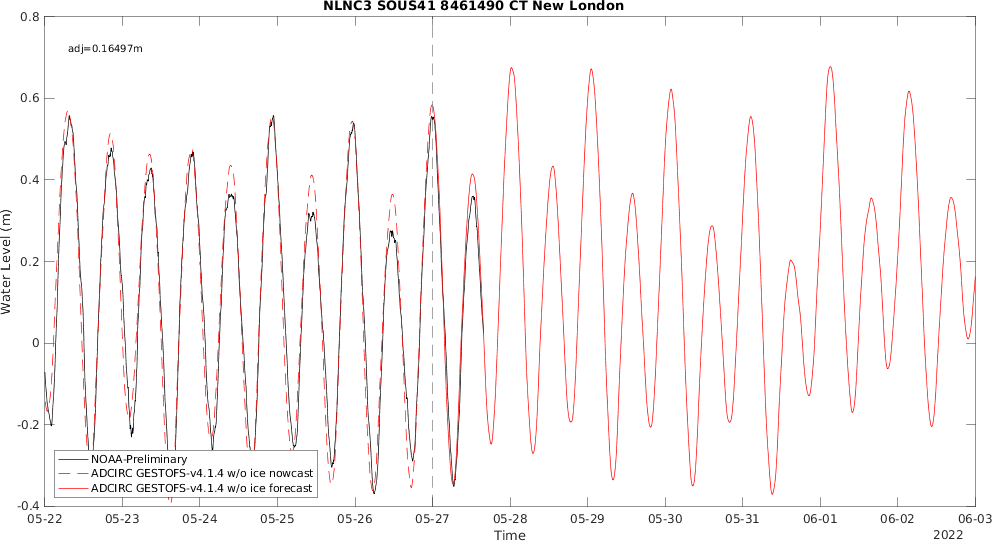 NLNC3 SOUS41 8461490 CT New London
adj=0.16497m
Water Level (m)
0.8
0.6
0.4
0.2
0
-0.2
-0.4
NOAA-Preliminary
ADCIRC GESTOFS-v4.1.4 w/o ice nowcast
ADCIRC GESTOFS-v4.1.4 w/o ice forecast
05-22 05-23 05-24 05-25 05-26 05-27 05-28 05-29 05-30 05-31 06-01 06-02 06-03
Time
2022